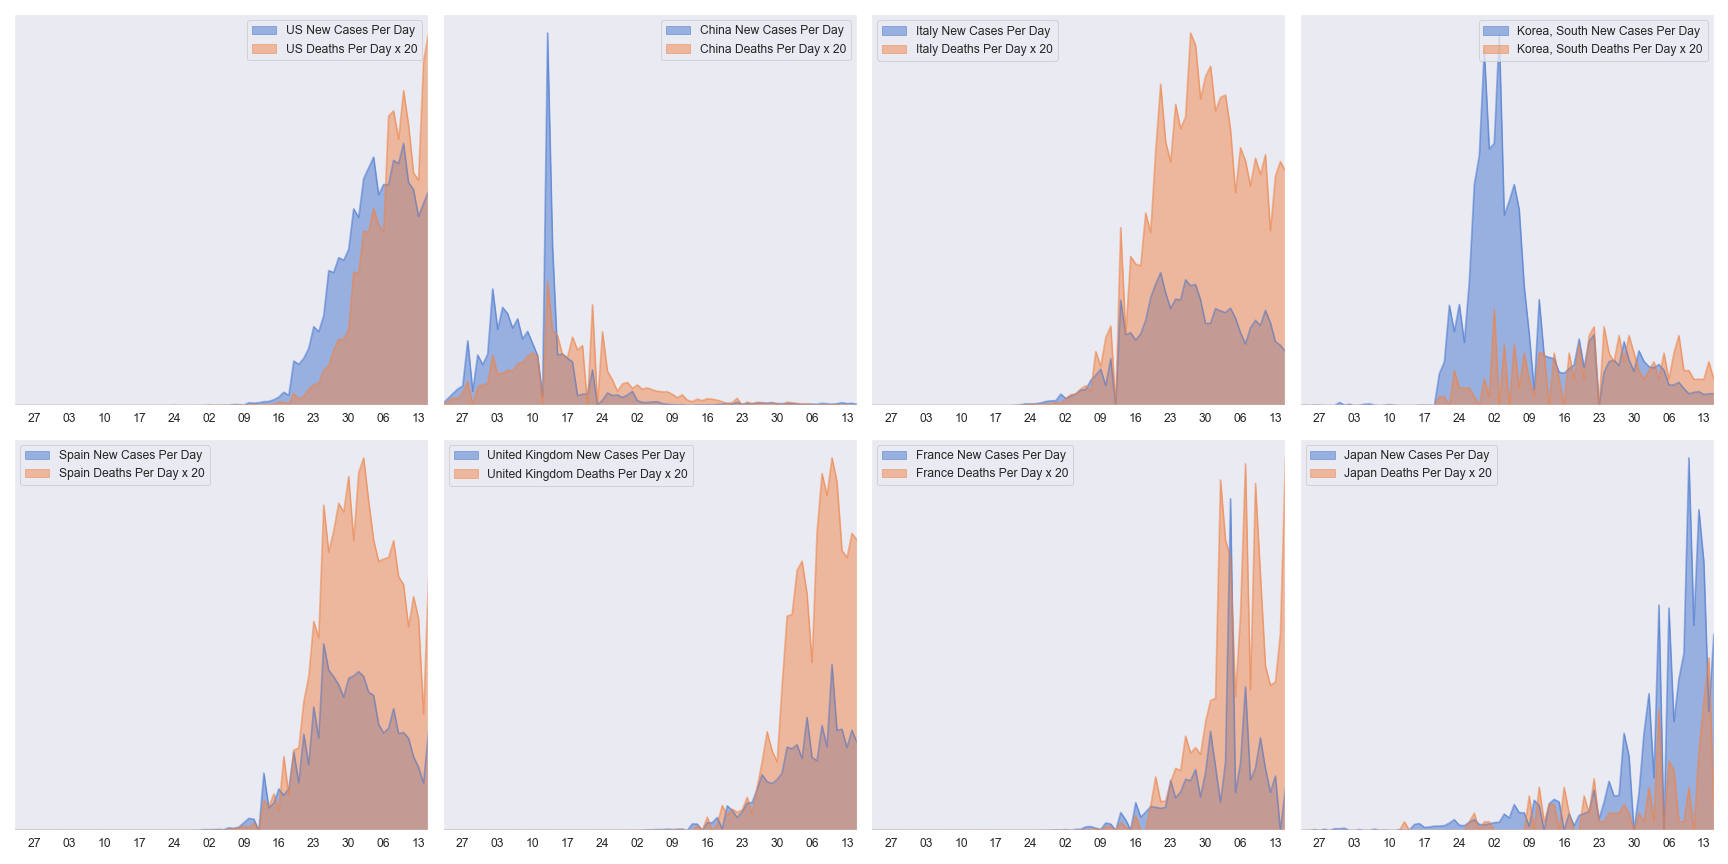 US New Cases Per Day
US Deaths Per Day x 20
China New Cases Per Day
China Deaths Per Day x 20
Italy New Cases Per Day
Italy Deaths Per Day x 20
Korea, South New Cases Per Day
Korea, South Deaths Per Day x 20
27 03 10 17 24 02 09 16 23 30 06 13
27 03 10 17 24 02 09 16 23 30 06 13
27 03 10 17 24 02 09 16 23 30 06 13
27 03 10 17 24 02 09 16 23 30 06 13
Spain New Cases Per Day
Spain Deaths Per Day x 20
United Kingdom New Cases Per Day
United Kingdom Deaths Per Day x 20
France New Cases Per Day
France Deaths Per Day x 20
Japan New Cases Per Day
Japan Deaths Per Day x 20
27 03 10 17 24 02 09 16 23 30 06 13
27 03 10 17 24 02 09 16 23 30 06 13
27 03 10 17 24 02 09 16 23 30 06 13
27 03 10 17 24 02 09 16 23 30 06 13